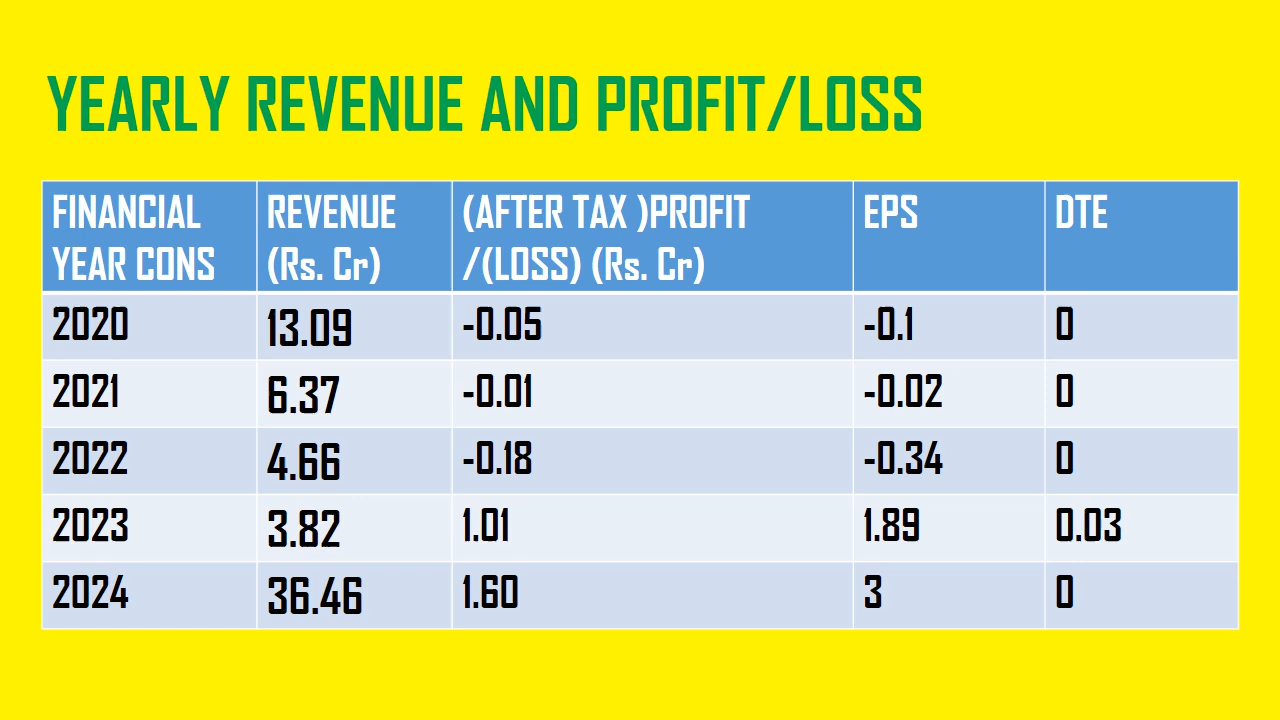 YEARLY REVENUE AND PROFIT/LOSS
FINANCIAL YEAR CONS REVENUE (Rs. Cr) (AFTER TAX )PROFIT /(LOSS) (Rs. Cr) EPS DTE
2020 13.09 -0.05 -0.1 0
2021 6.37 -0.01 -0.02 0
2022 4.66 -0.18 -0.34 0
2023 3.82 1.01 1.89 0.03
2024 36.46 1.60 3 0